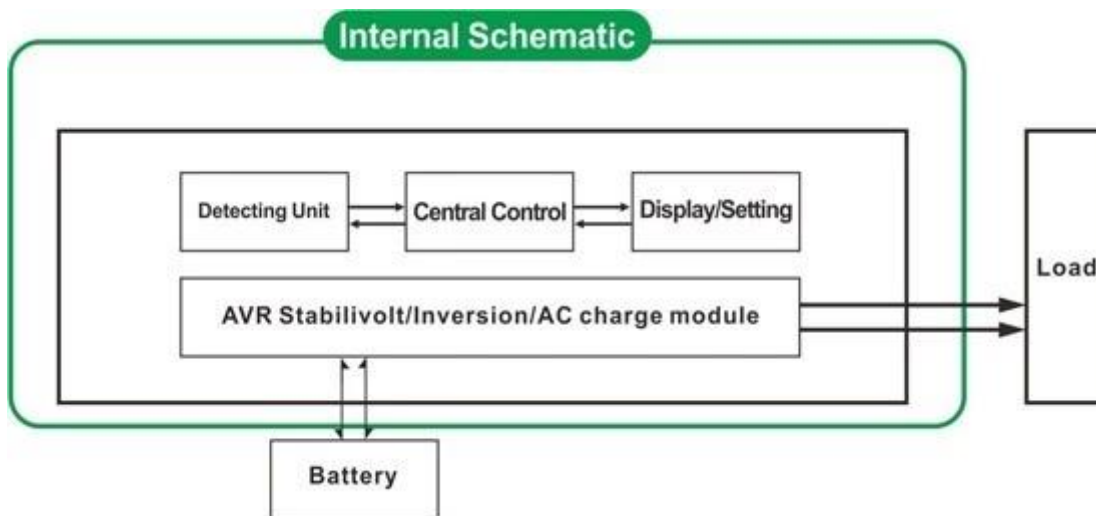 Internal Schematic
Detecting Unit
Central Control
Display/Setting
Load
AVR Stabilivolt/Inversion/AC charge module
Battery